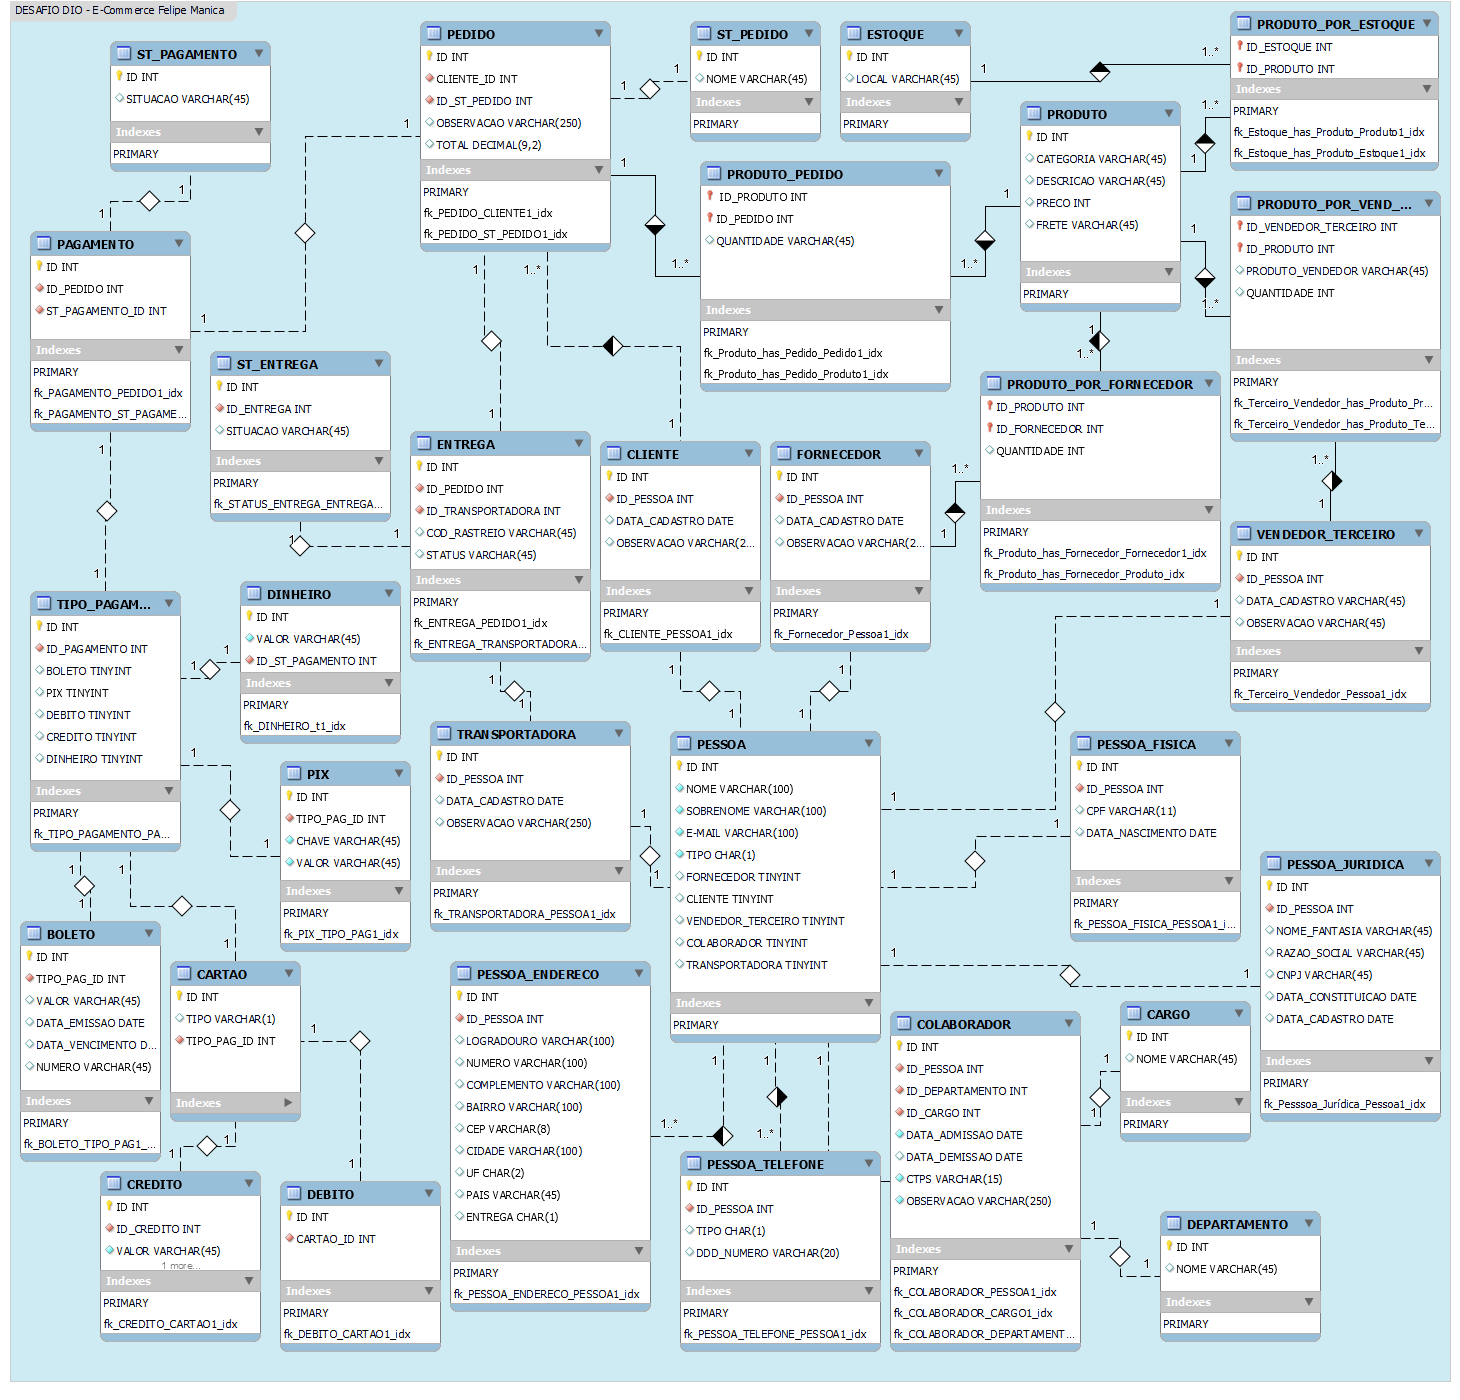 DESAFIO DIO - E-Commerce Felipe Manica
ST_PAGAMENTO
ID INT
SITUACAO VARCHAR(45)
Indexes
PRIMARY
PEDIDO
ID INT
CLIENTE_ID INT
ID_ST_PEDIDO INT
OBSERVACAO VARCHAR(250)
TOTAL DECIMAL(9,2)
Indexes
PRIMARY
fk_PEDIDO_CLIENTE1_idx
fk_PEDIDO_ST_PEDIDO1_idx
ST_PEDIDO
ID INT
NOME VARCHAR(45)
Indexes
PRIMARY
ESTOQUE
ID INT
LOCAL VARCHAR(45)
Indexes
PRIMARY
PRODUTO_POR_ESTOQUE
ID_ESTOQUE INT
ID_PRODUTO INT
Indexes
PRIMARY
fk_Estoque_has_Produto_Produto1_idx
fk_Estoque_has_Produto_Estoque1_idx
PRODUTO
ID INT
CATEGORIA VARCHAR(45)
DESCRICAO VARCHAR(45)
PRECO INT
FRETE VARCHAR(45)
Indexes
PRIMARY
PRODUTO_PEDIDO
ID_PRODUTO INT
ID_PEDIDO INT
QUANTIDADE VARCHAR(45)
Indexes
PRIMARY
fk_Produto_has_Pedido_Pedido1_idx
fk_Produto_has_Pedido_Produto1_idx
PRODUTO_POR_VEND_...
ID_VENDEDOR_TERCEIRO INT
ID_PRODUTO INT
PRODUTO_VENDEDOR VARCHAR(45)
QUANTIDADE INT
Indexes
PRIMARY
fk_Terceiro_Vendedor_has_Produto_Pr...
fk_Terceiro_Vendedor_has_Produto_Te...
PAGAMENTO
ID INT
ID_PEDIDO INT
ST_PAGAMENTO_ID INT
Indexes
PRIMARY
fk_PAGAMENTO_PEDIDO1_idx
fk_PAGAMENTO_ST_PAGAME...
ST_ENTREGA
ID INT
ID_ENTREGA INT
SITUACAO VARCHAR(45)
Indexes
PRIMARY
fk_STATUS_ENTREGA_ENTREGA...
ENTREGA
ID INT
ID_PEDIDO INT
ID_TRANSPORTADORA INT
COD_RASTREIO VARCHAR(45)
STATUS VARCHAR(45)
Indexes
PRIMARY
fk_ENTREGA_PEDIDO1_idx
fk_ENTREGA_TRANSPORTADORA...
CLIENTE
ID INT
ID_PESSOA INT
DATA_CADASTRO DATE
OBSERVACAO VARCHAR(2...
Indexes
PRIMARY
fk_CLIENTE_PESSOA1_idx
FORNECEDOR
ID INT
ID_PESSOA INT
DATA_CADASTRO DATE
OBSERVACAO VARCHAR(2...
Indexes
PRIMARY
fk_Fornecedor_Pessoa1_idx
PRODUTO_POR_FORNECEDOR
ID_PRODUTO INT
ID_FORNECEDOR INT
QUANTIDADE INT
Indexes
PRIMARY
fk_Produto_has_Fornecedor_Fornecedor1_idx
fk_Produto_has_Fornecedor_Produto_idx
VENDEDOR_TERCEIRO
ID INT
ID_PESSOA INT
DATA_CADASTRO VARCHAR(45)
OBSERVACAO VARCHAR(45)
Indexes
PRIMARY
fk_Terceiro_Vendedor_Pessoa1_idx
TIPO_PAGAM...
ID INT
ID_PAGAMENTO INT
BOLETO TINYINT
PIX TINYINT
DEBITO TINYINT
CREDITO TINYINT
DINHEIRO TINYINT
Indexes
PRIMARY
fk_TIPO_PAGAMENTO_PA...
DINHEIRO
ID INT
VALOR VARCHAR(45)
ID_ST_PAGAMENTO INT
Indexes
PRIMARY
fk_DINHEIRO_t1_idx
PIX
ID INT
TIPO_PAG_ID INT
CHAVE VARCHAR(45)
VALOR VARCHAR(45)
Indexes
PRIMARY
fk_PIX_TIPO_PAG1_idx
TRANSPORTADORA
ID INT
ID_PESSOA INT
DATA_CADASTRO DATE
OBSERVACAO VARCHAR(250)
Indexes
PRIMARY
fk_TRANSPORTADORA_PESSOA1_idx
PESSOA
ID INT
NOME VARCHAR(100)
SOBRENOME VARCHAR(100)
E-MAIL VARCHAR(100)
TIPO CHAR(1)
FORNECEDOR TINYINT
CLIENTE TINYINT
VENDEDOR_TERCEIRO TINYINT
COLABORADOR TINYINT
TRANSPORTADORA TINYINT
Indexes
PRIMARY
PESSOA_FISICA
ID INT
ID_PESSOA INT
CPF VARCHAR(11)
DATA_NASCIMENTO DATE
Indexes
PRIMARY
fk_PESSOA_FISICA_PESSOA1_i...
PESSOA_JURIDICA
ID INT
ID_PESSOA INT
NOME_FANTASIA VARCHAR(45)
RAZAO_SOCIAL VARCHAR(45)
CNPJ VARCHAR(45)
DATA_CONSTITUICAO DATE
DATA_CADASTRO DATE
Indexes
PRIMARY
fk_Pesssoa_Jurídica_Pessoa1_idx
BOLETO
ID INT
TIPO_PAG_ID INT
VALOR VARCHAR(45)
DATA_EMISSAO DATE
DATA_VENCIMENTO D...
NUMERO VARCHAR(45)
Indexes
PRIMARY
fk_BOLETO_TIPO_PAG1_...
CARTAO
ID INT
TIPO VARCHAR(1)
TIPO_PAG_ID INT
Indexes
PESSOA_ENDERECO
ID INT
ID_PESSOA INT
LOGRADOURO VARCHAR(100)
NUMERO VARCHAR(100)
COMPLEMENTO VARCHAR(100)
BAIRRO VARCHAR(100)
CEP VARCHAR(8)
CIDADE VARCHAR(100)
UF CHAR(2)
PAIS VARCHAR(45)
ENTREGA CHAR(1)
Indexes
PRIMARY
fk_PESSOA_ENDERECO_PESSOA1_idx
COLABORADOR
ID INT
ID_PESSOA INT
ID_DEPARTAMENTO INT
ID_CARGO INT
DATA_ADMISSAO DATE
DATA_DEMISSAO DATE
CTPS VARCHAR(15)
OBSERVACAO VARCHAR(250)
Indexes
PRIMARY
fk_COLABORADOR_PESSOA1_idx
fk_COLABORADOR_CARGO1_idx
fk_COLABORADOR_DEPARTAMENT...
CARGO
ID INT
NOME VARCHAR(45)
Indexes
PRIMARY
PESSOA_TELEFONE
ID INT
ID_PESSOA INT
TIPO CHAR(1)
DDD_NUMERO VARCHAR(20)
Indexes
PRIMARY
fk_PESSOA_TELEFONE_PESSOA1_idx
CREDITO
ID INT
ID_CREDITO INT
VALOR VARCHAR(45)
1 more...
Indexes
PRIMARY
fk_CREDITO_CARTAO1_idx
DEBITO
ID INT
CARTAO_ID INT
Indexes
PRIMARY
fk_DEBITO_CARTAO1_idx
DEPARTAMENTO
ID INT
NOME VARCHAR(45)
Indexes
PRIMARY